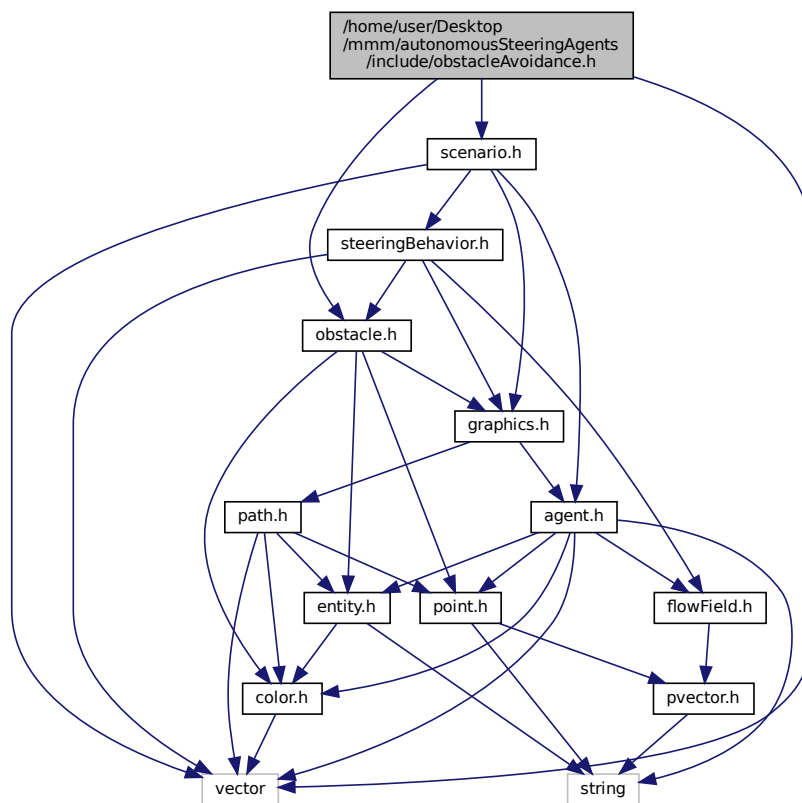 /home/user/Desktop
/mmm/autonomousSteeringAgents
/include/obstacleAvoidance.h
scenario.h
steeringBehavior.h
obstacle.h
graphics.h
path.h
agent.h
entity.h
point.h
flowField.h
color.h
pvector.h
vector
string